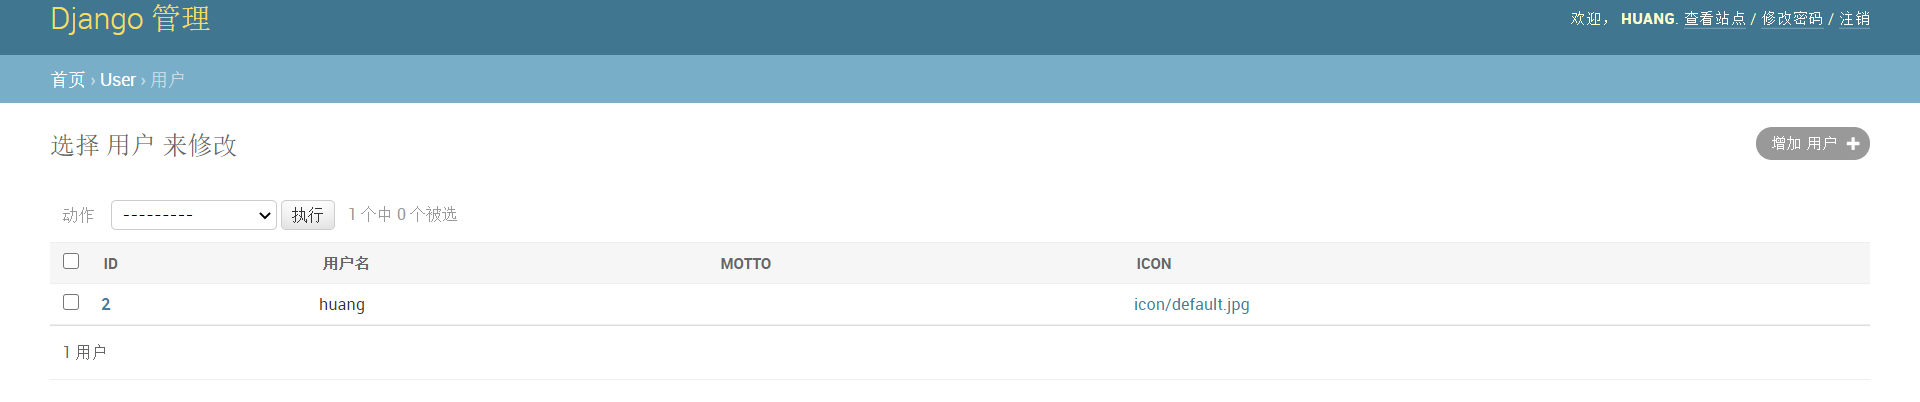 Django 管理
欢迎， HUANG. 查看站点 / 修改密码 / 注销
首页 › User › 用户
选择 用户 来修改
增加 用户
动作 --------- 执行 1 个中 0 个被选
ID 用户名 MOTTO ICON
2 huang icon/default.jpg
1 用户